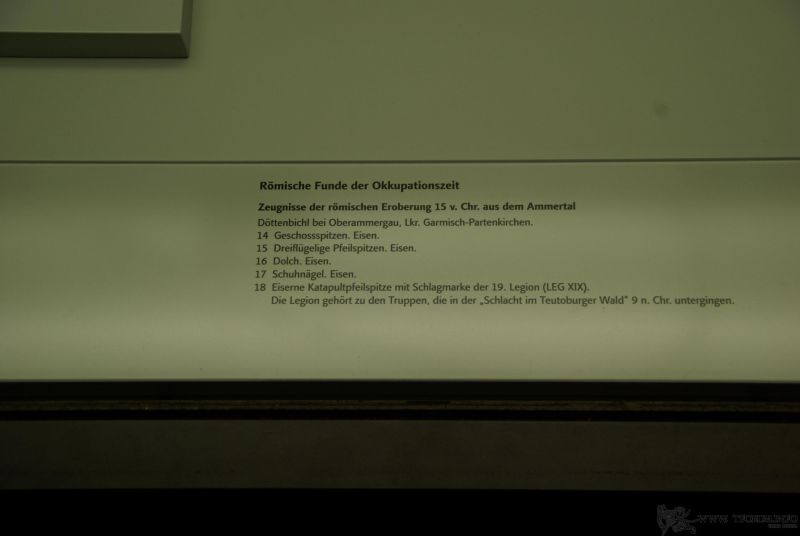 Römische Funde der Okkupationszeit
Zeugnisse der römischen Eroberung 15 v. Chr. aus dem Ammertal
Döttenbichl bei Oberammergau, Lkr. Garmisch-Partenkirchen.
14 Geschossspitzen. Eisen.
15 Dreiflügelige Pfeilspitzen. Eisen.
16 Dolch. Eisen.
17 Schuhnägel. Eisen.
18 Eiserne Katapultpfeilspitze mit Schlagmarke der 19. Legion (LEG XIX).
Die Legion gehört zu den Truppen, die in der „Schlacht im Teutoburger Wald" 9 n. Chr. untergingen.